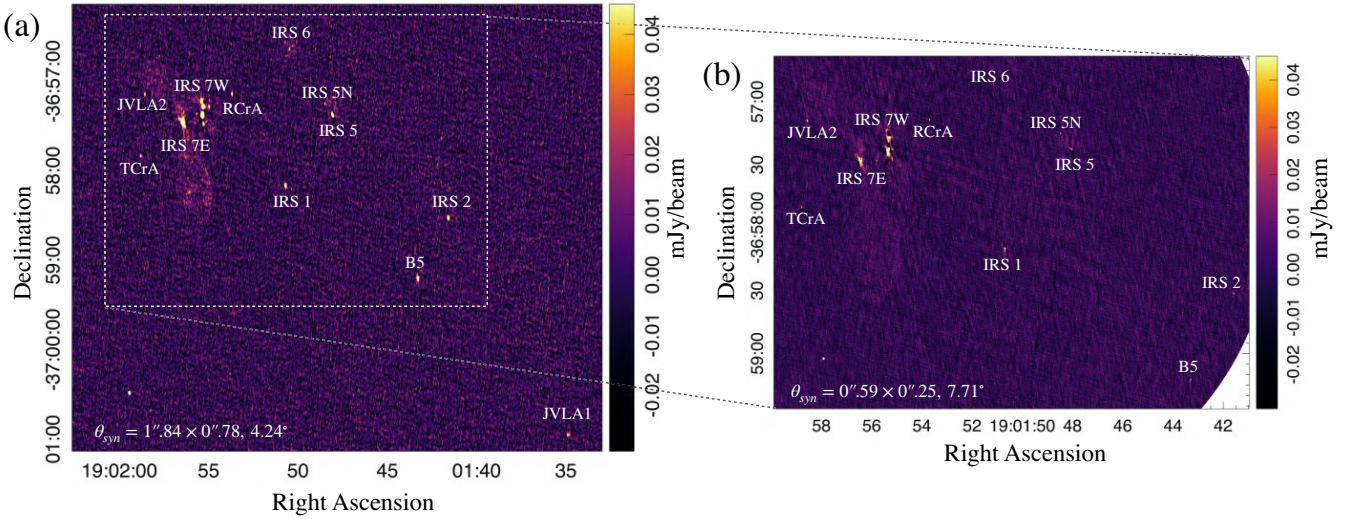 (a)
IRS 6
IRS 7W
JVLA2
RCrA
IRS 5N
IRS 5
IRS 7E
TCrA
IRS 1
IRS 2
B5
JVLA1
θsyn = 1″.84 × 0″.78, 4.24°
Declination
-36:57:00
58:00
59:00
-37:00:00
01:00
19:02:00 55 50 45 01:40 35
Right Ascension
0.04
0.03
0.02
0.01
0.00
-0.01
-0.02
mJy/beam
(b)
IRS 6
JVLA2
IRS 7W
RCrA
IRS 5N
IRS 5
IRS 7E
TCrA
IRS 1
IRS 2
B5
θsyn = 0″.59 × 0″.25, 7.71°
Declination
57:00
30
-36:58:00
30
59:00
58 56 54 52 19:01:50 48 46 44 42
Right Ascension
0.04
0.03
0.02
0.01
0.00
-0.01
-0.02
mJy/beam